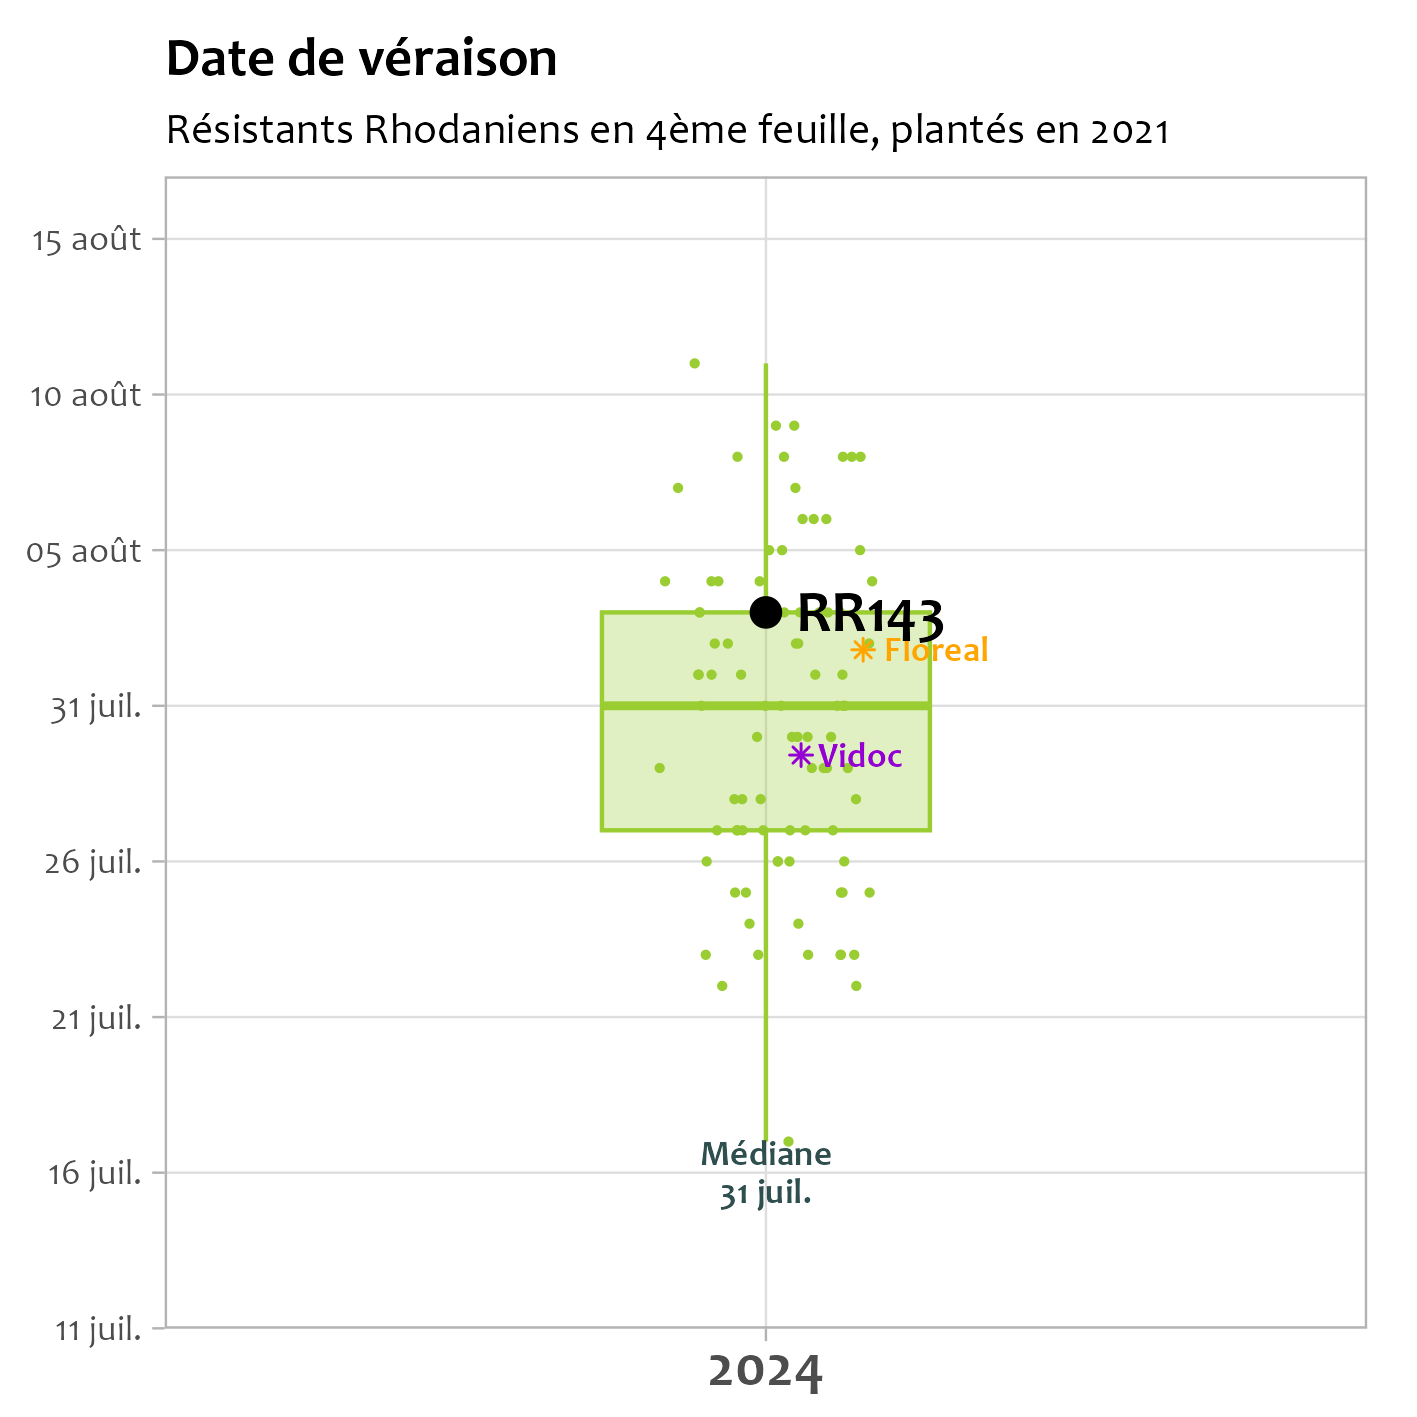 Date de véraison
Résistants Rhodaniens en 4ème feuille, plantés en 2021
15 août
10 août
05 août
31 juil.
26 juil.
21 juil.
16 juil.
11 juil.
RR143
Floreal
Vidoc
Médiane
31 juil.
2024